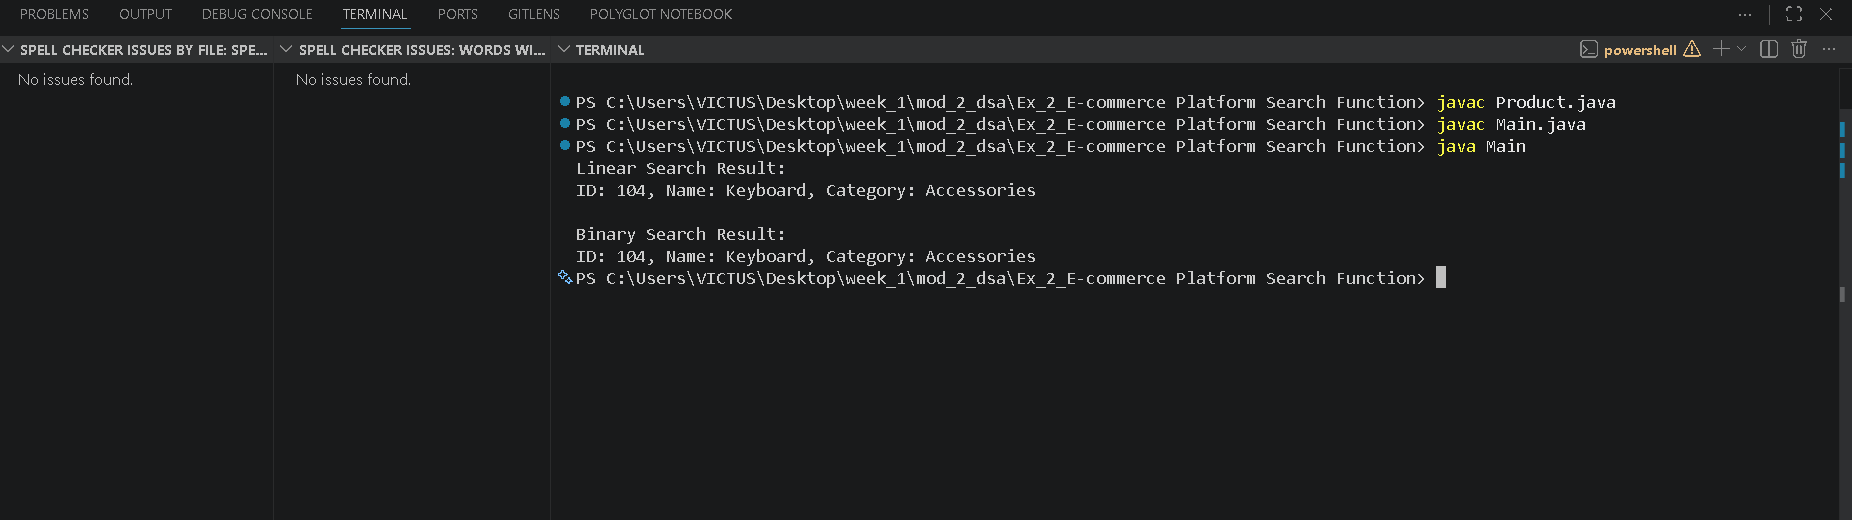 PROBLEMS OUTPUT DEBUG CONSOLE TERMINAL PORTS GITLENS POLYGLOT NOTEBOOK
SPELL CHECKER ISSUES BY FILE: SPE...
No issues found.
SPELL CHECKER ISSUES: WORDS WI...
No issues found.
TERMINAL
powershell
PS C:\Users\VICTUS\Desktop\week_1\mod_2_dsa\Ex_2_E-commerce Platform Search Function> javac Product.java
PS C:\Users\VICTUS\Desktop\week_1\mod_2_dsa\Ex_2_E-commerce Platform Search Function> javac Main.java
PS C:\Users\VICTUS\Desktop\week_1\mod_2_dsa\Ex_2_E-commerce Platform Search Function> java Main
Linear Search Result:
ID: 104, Name: Keyboard, Category: Accessories
Binary Search Result:
ID: 104, Name: Keyboard, Category: Accessories
PS C:\Users\VICTUS\Desktop\week_1\mod_2_dsa\Ex_2_E-commerce Platform Search Function>